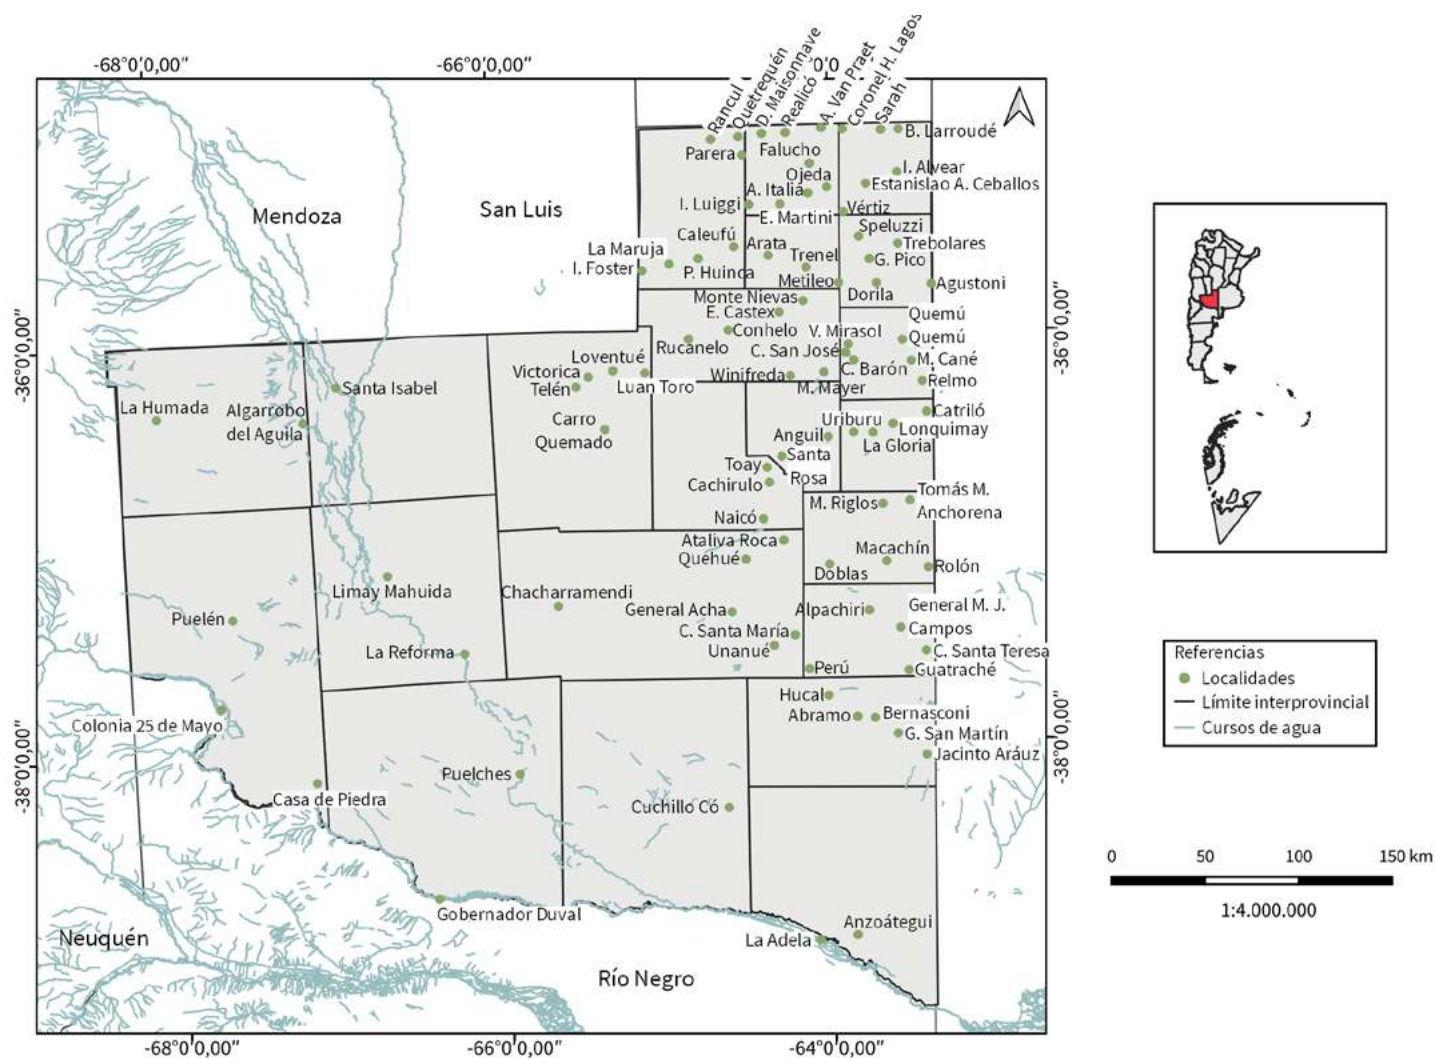 -68°0'0,00"
-66°0'0,00"
0'0
Rancul
Quetrequén
D. Maisonnave
Realicó
A. Van Praet
Coronel H. Lagos
Sarah
B. Larroudé
Parera
Falucho
I. Alvear
Ojeda
Estanislao A. Ceballos
A. Italia
I. Luiggi
E. Martini
Vértiz
Mendoza
San Luis
Speluzzi
Caleufú
Arata
Trebolares
La Maruja
Trenel
G. Pico
I. Foster
P. Huinca
Metileo
Dorila
Agustoni
Monte Nievas
E. Castex
Quemú
Quemú
Conhelo
V. Mirasol
Rucanelo
C. San José
M. Cané
Loventué
C. Barón
Victorica
Winifreda
Relmo
Telén
Luan Toro
M. Mayer
Santa Isabel
La Humada
Algarrobo
del Aguila
Carro
Quemado
Catriló
Uriburu
Lonquimay
Anguil
La Gloria
Santa
Rosa
Toay
Cachirulo
M. Riglos
Tomás M.
Anchorena
Naicó
Ataliva Roca
Quehué
Macachín
Doblas
Rolón
Limay Mahuida
Chacharramendi
General Acha
Alpachiri
General M. J.
Campos
Puelén
C. Santa María
Unanué
La Reforma
C. Santa Teresa
Perú
Guatraché
Hucal
Abramo
Bernasconi
G. San Martín
Jacinto Aráuz
Colonia 25 de Mayo
Puelches
Casa de Piedra
Cuchillo Có
Gobernador Duval
Anzoátegui
La Adela
Neuquén
Río Negro
-36°0'0,00"
-38°0'0,00"
-36°0'0,00"
-38°0'0,00"
-68°0'0,00"
-66°0'0,00"
-64°0'0,00"
Referencias
Localidades
Límite interprovincial
Cursos de agua
0 50 100 150 km
1:4.000.000